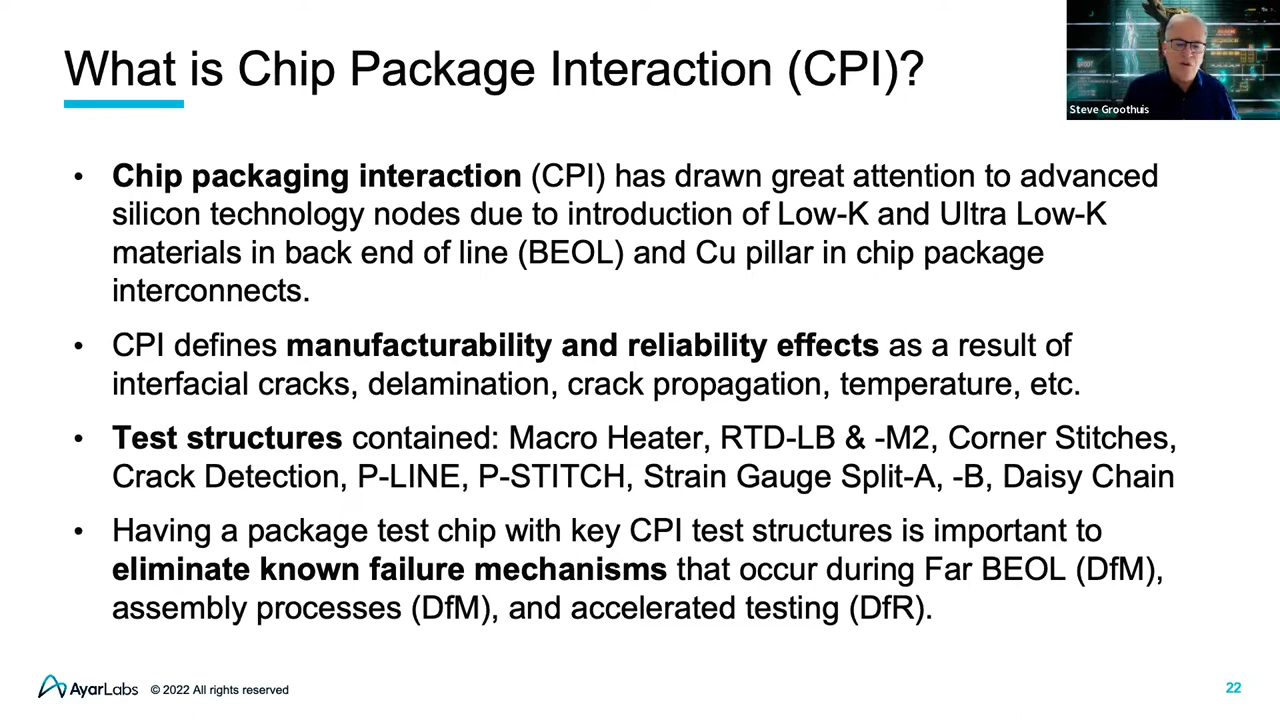 What is Chip Package Interaction (CPI)?
Steve Groothuis
• Chip packaging interaction (CPI) has drawn great attention to advanced
silicon technology nodes due to introduction of Low-K and Ultra Low-K
materials in back end of line (BEOL) and Cu pillar in chip package
interconnects.
• CPI defines manufacturability and reliability effects as a result of
interfacial cracks, delamination, crack propagation, temperature, etc.
• Test structures contained: Macro Heater, RTD-LB & -M2, Corner Stitches,
Crack Detection, P-LINE, P-STITCH, Strain Gauge Split-A, -B, Daisy Chain
• Having a package test chip with key CPI test structures is important to
eliminate known failure mechanisms that occur during Far BEOL (DfM),
assembly processes (DfM), and accelerated testing (DfR).
AyarLabs © 2022 All rights reserved
22